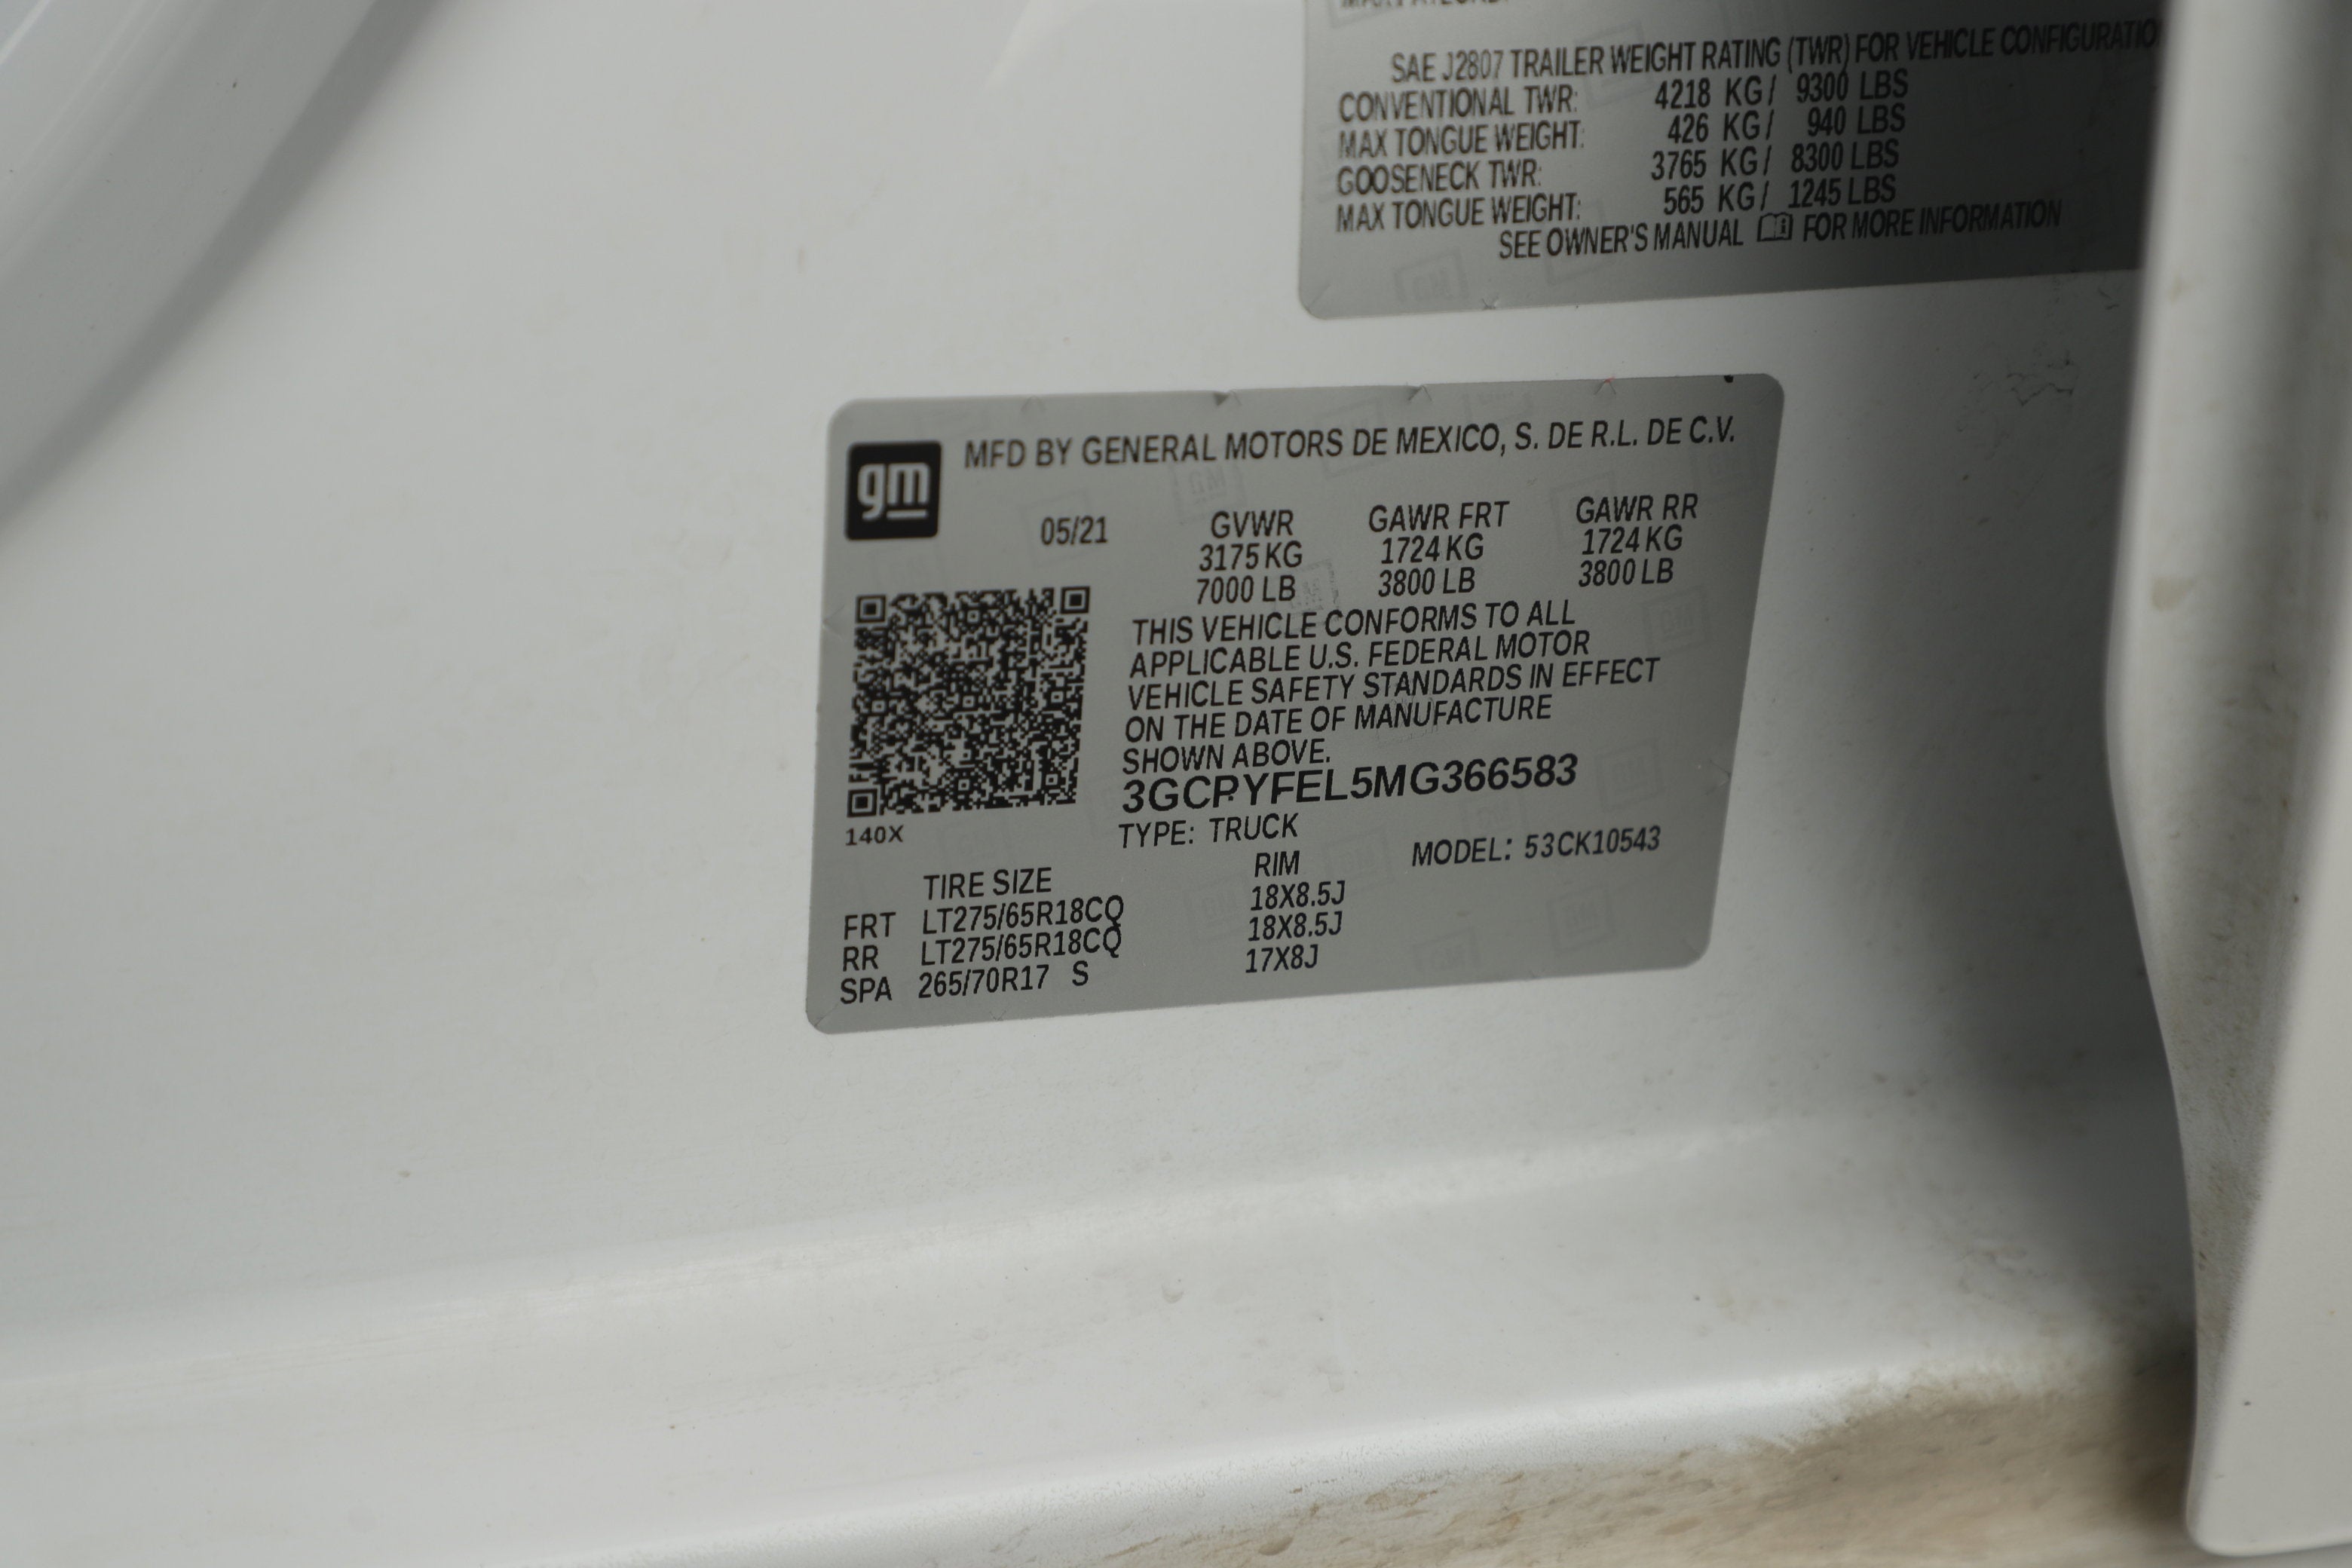 SAE J2807 TRAILER WEIGHT RATING (TWR) FOR VEHICLE
CONVENTIONAL TWR: 4218 KG / 9300 LBS
MAX TONGUE WEIGHT: 426 KG / 940 LBS
GOOSENECK TWR: 3765 KG / 8300 LBS
MAX TONGUE WEIGHT: 565 KG / 1245 LBS
SEE OWNER'S MANUAL FOR MORE INFORMATION
gm MFD BY GENERAL MOTORS DE MEXICO, S. DE R.L. DE C.V.
05/21 GVWR GAWR FRT GAWR RR
3175 KG 1724 KG 1724 KG
7000 LB 3800 LB 3800 LB
THIS VEHICLE CONFORMS TO ALL
APPLICABLE U.S. FEDERAL MOTOR
VEHICLE SAFETY STANDARDS IN EFFECT
ON THE DATE OF MANUFACTURE
SHOWN ABOVE.
3GCPYFEL5MG366583
140X TYPE: TRUCK MODEL: 53CK10543
TIRE SIZE RIM
FRT LT275/65R18CQ 18X8.5J
RR LT275/65R18CQ 18X8.5J
SPA 265/70R17 S 17X8J